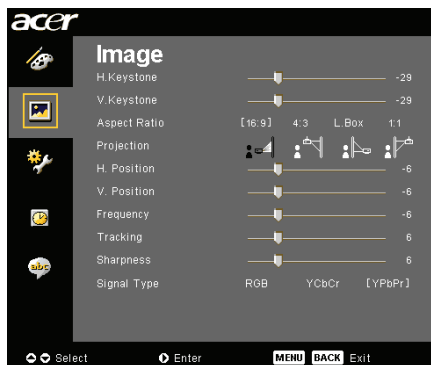 acer
Image
H.Keystone -29
V.Keystone -29
Aspect Ratio [16:9] 4:3 L.Box 1:1
Projection
H. Position -6
V. Position -6
Frequency -6
Tracking 6
Sharpness 6
Signal Type RGB YCbCr [YPbPr]
abc
Select Enter MENU BACK Exit